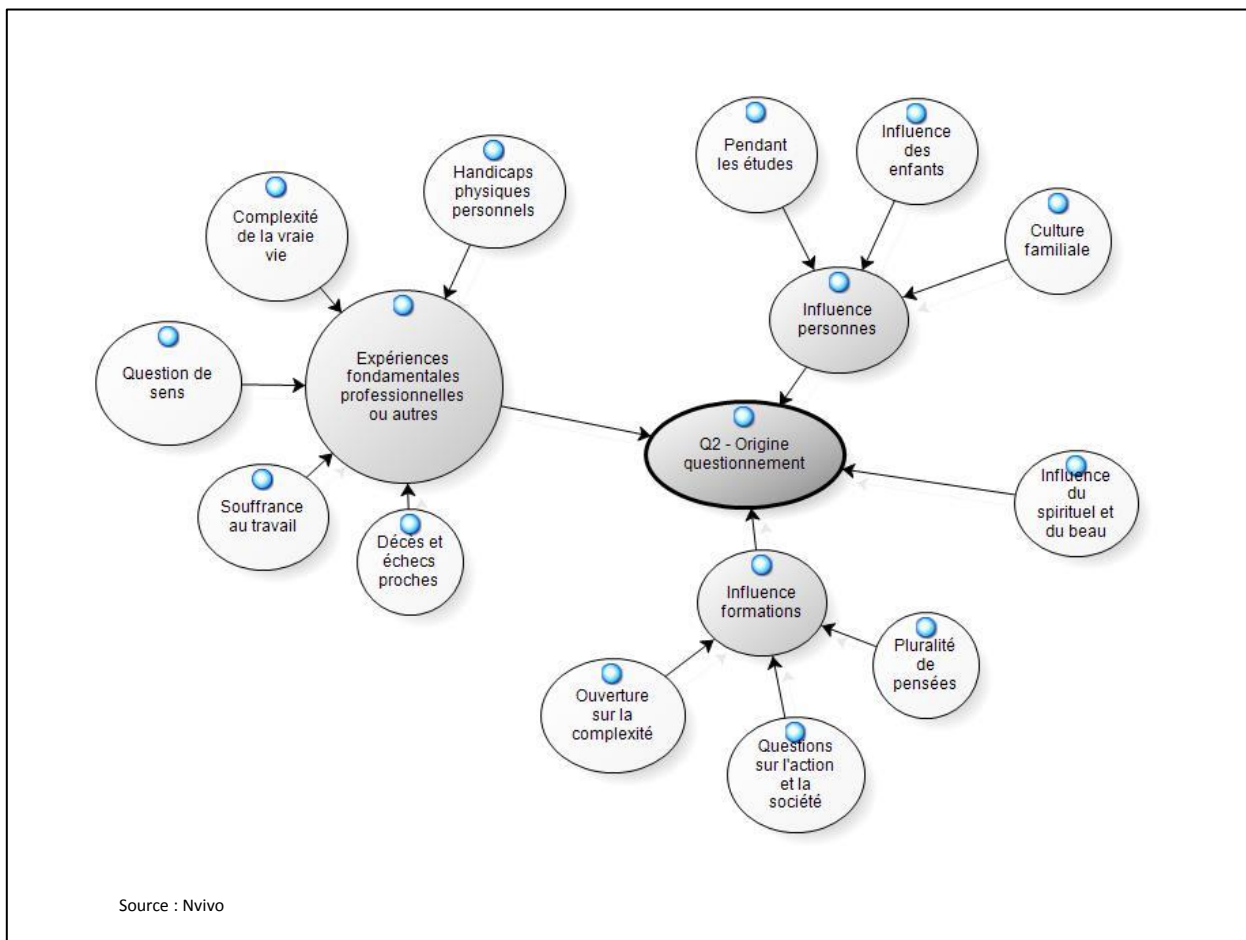 Pendant
les études
Influence
des
enfants
Handicaps
physiques
personnels
Complexité
de la vraie
vie
Culture
familiale
Influence
personnes
Expériences
fondamentales
professionnelles
ou autres
Question de
sens
Q2 - Origine
questionnement
Influence
du
spirituel et
du beau
Souffrance
au travail
Décès et
échecs
proches
Influence
formations
Pluralité
de
pensées
Ouverture
sur la
complexité
Questions
sur l'action
et la
société
Source : Nvivo